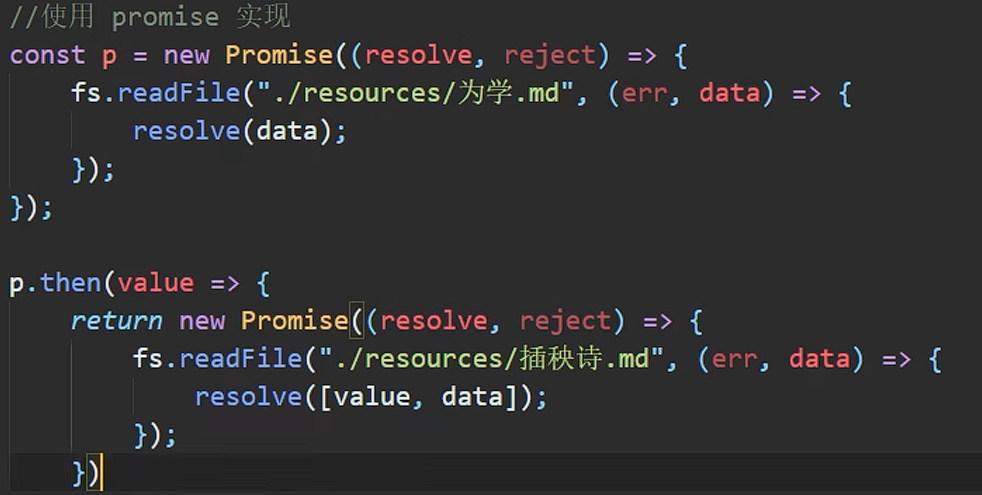 //使用 promise 实现
const p = new Promise((resolve, reject) => {
    fs.readFile("./resources/为学.md", (err, data) => {
        resolve(data);
    });
});

p.then(value => {
    return new Promise((resolve, reject) => {
        fs.readFile("./resources/插秧诗.md", (err, data) => {
            resolve([value, data]);
        });
    })